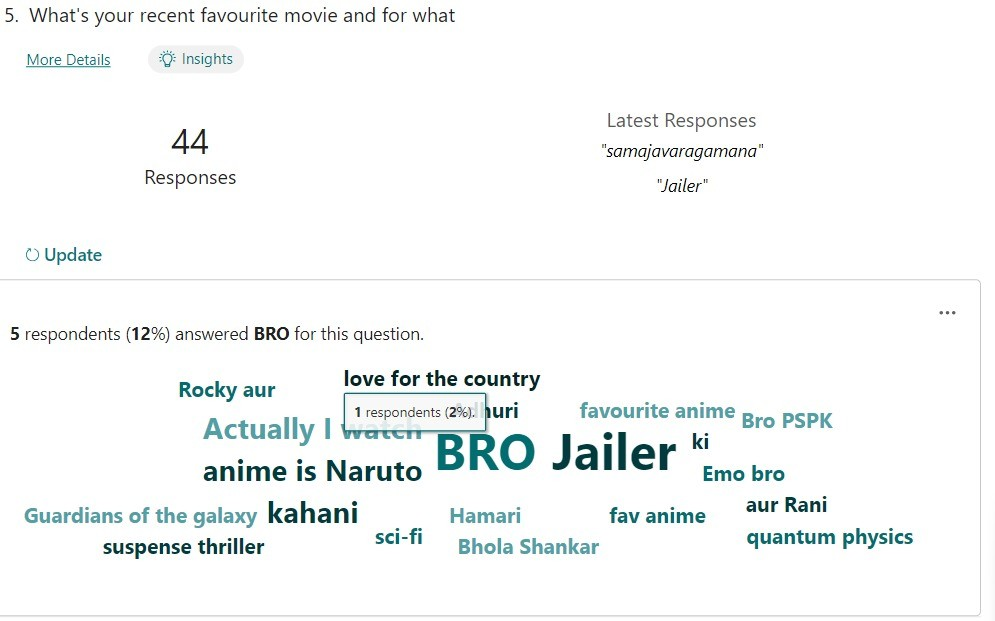 5. What's your recent favourite movie and for what
More Details
Insights
44
Responses
Latest Responses
"samajavaragamana"
"Jailer"
Update
...
5 respondents (12%) answered BRO for this question.
love for the country
Rocky aur
1 respondents (2%).
huri
favourite anime
Bro PSPK
Actually I watch
BRO Jailer
ki
anime is Naruto
Emo bro
aur Rani
Guardians of the galaxy
kahani
Hamari
fav anime
sci-fi
quantum physics
suspense thriller
Bhola Shankar